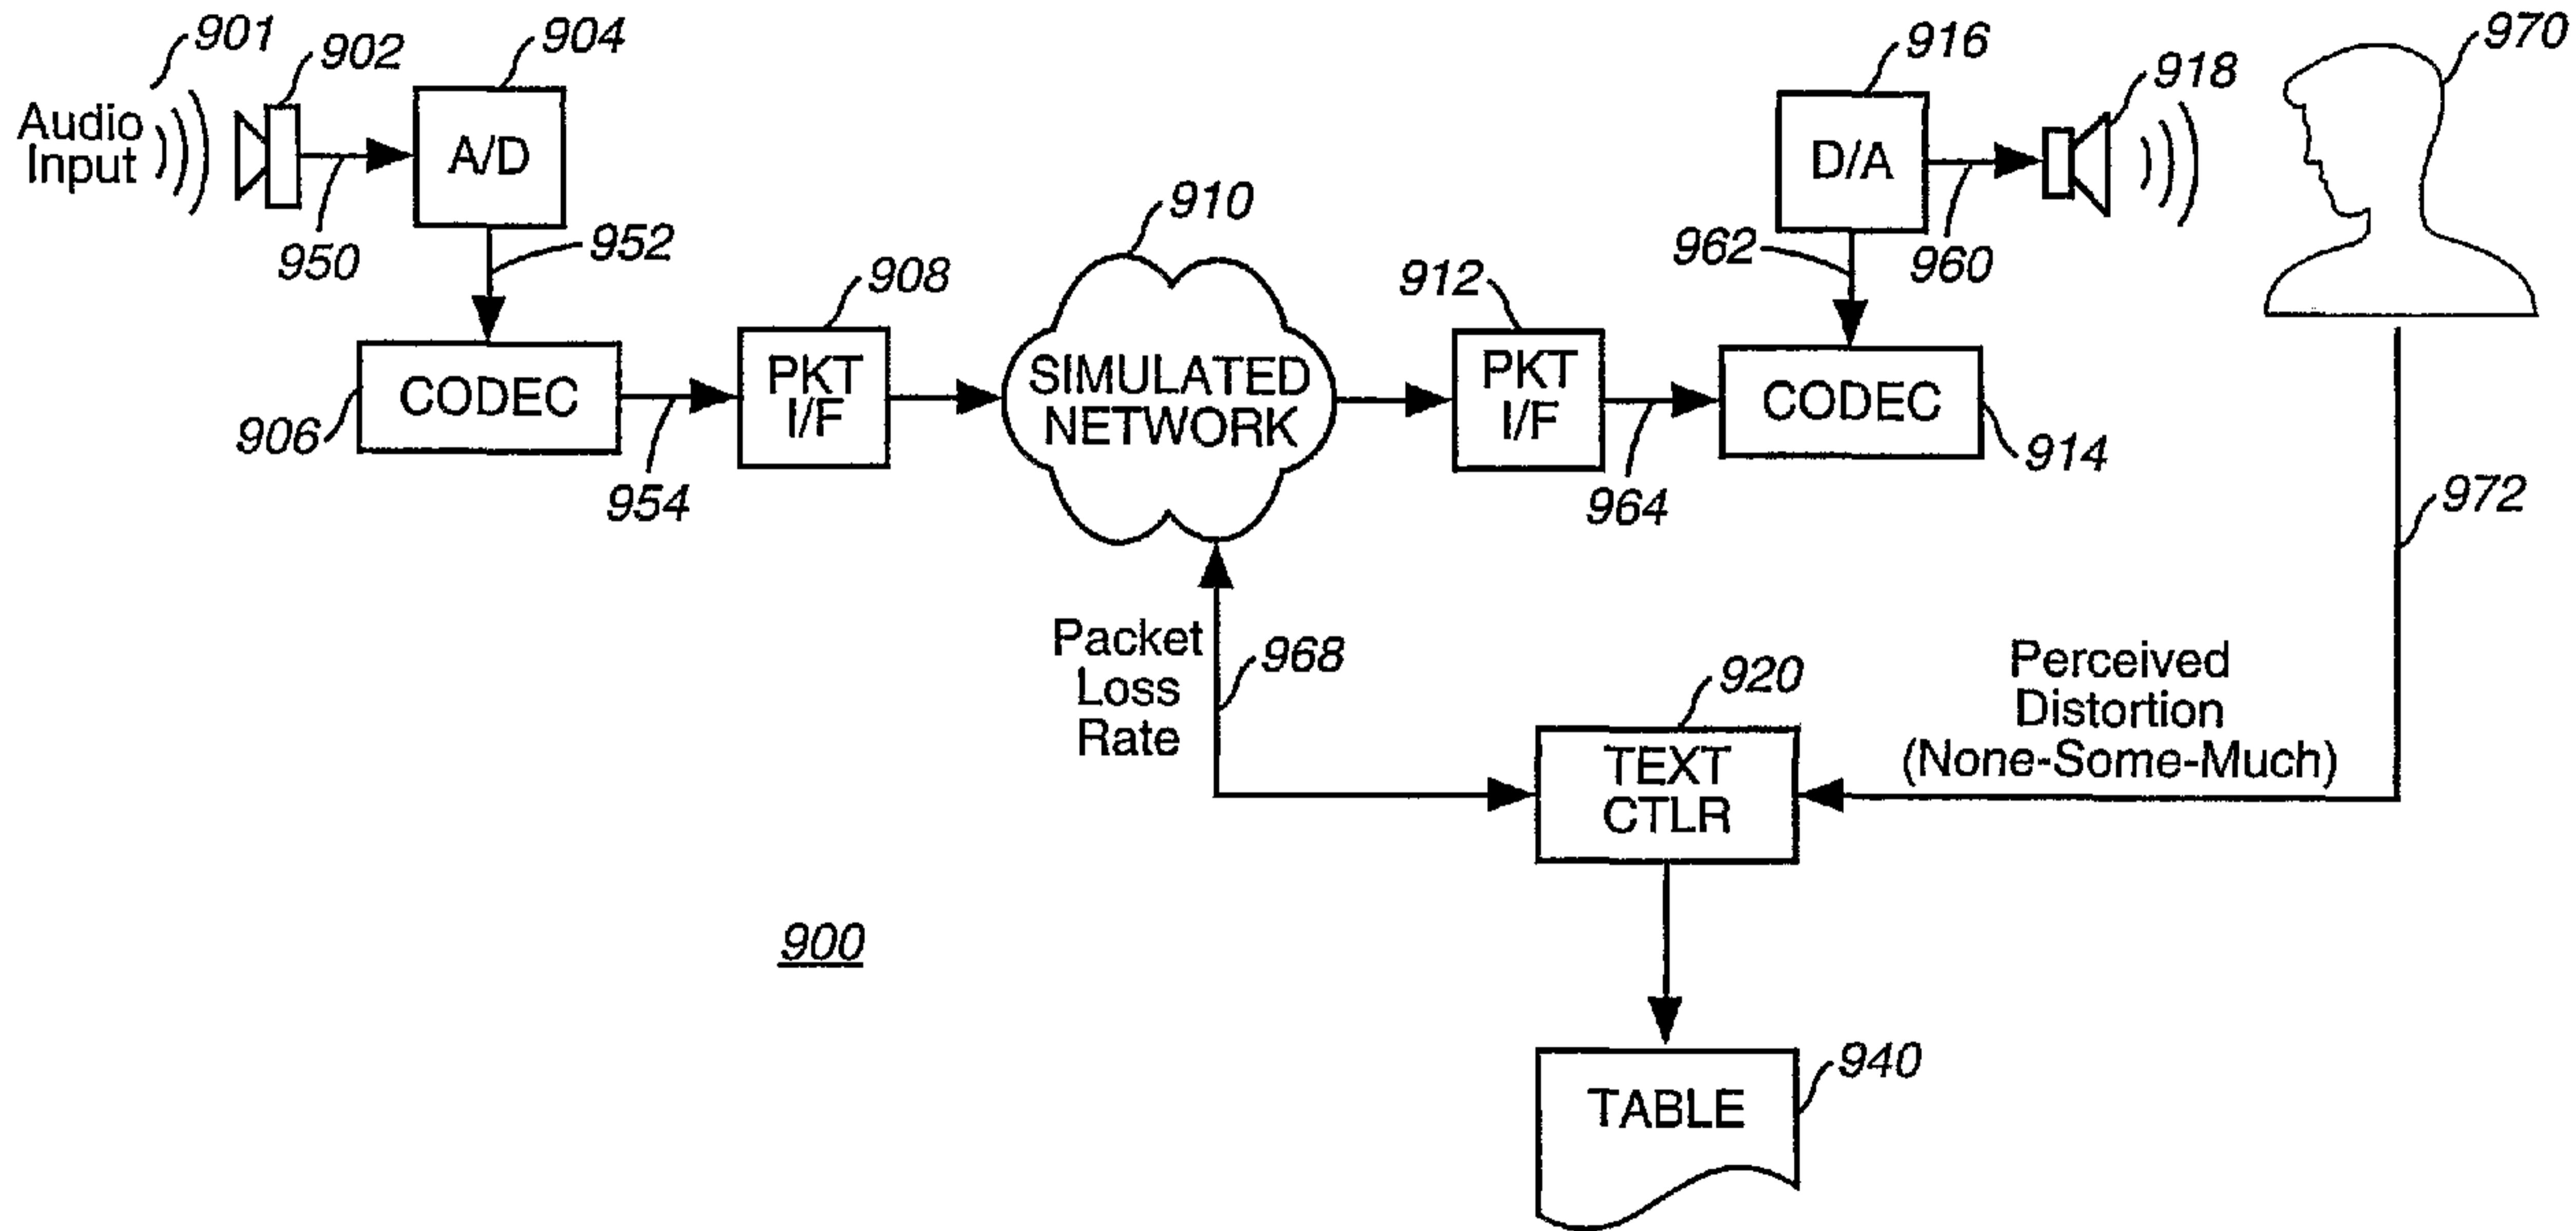 901
902
904
Audio
Input
A/D
950
952
906
CODEC
954
908
PKT
I/F
910
SIMULATED
NETWORK
912
PKT
I/F
964
916
D/A
918
962
960
CODEC
914
970
972
Packet
Loss
Rate
968
920
TEXT
CTLR
Perceived
Distortion
(None-Some-Much)
900
940
TABLE